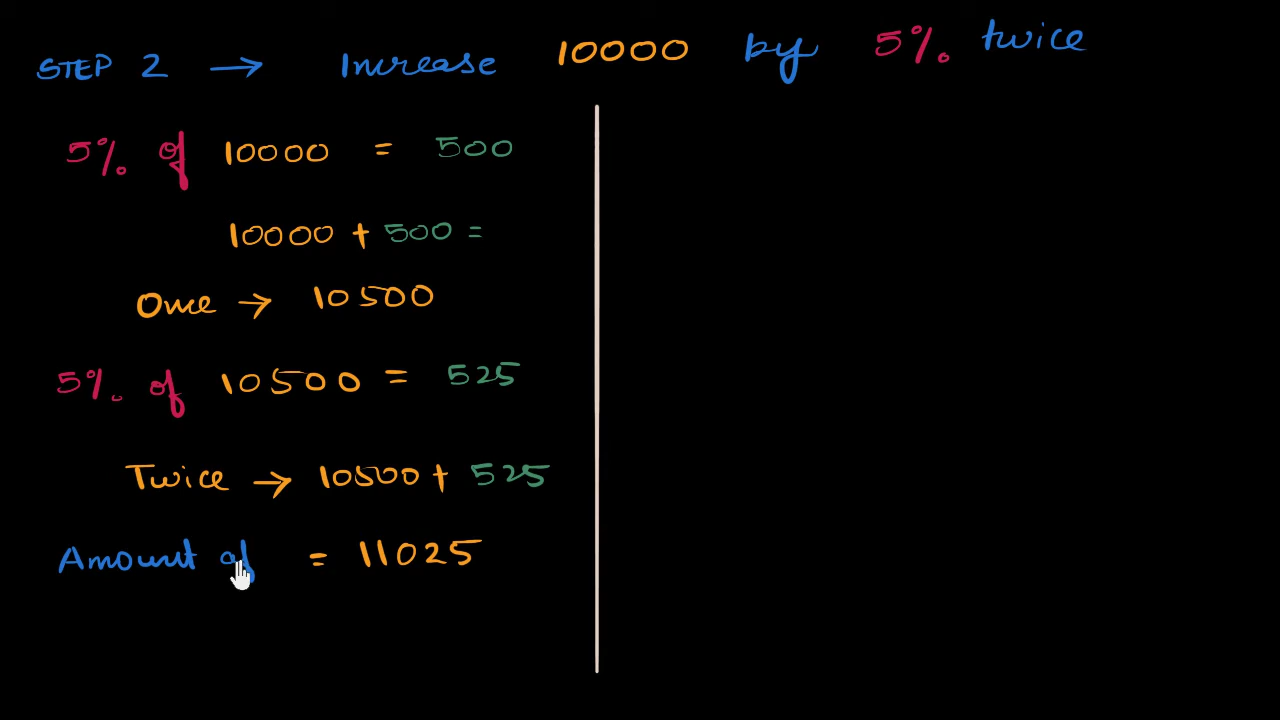 STEP 2 → Increase 10000 by 5% twice
5% of 10000 = 500
10000 + 500 =
Once → 10500
5% of 10500 = 525
Twice → 10500 + 525
Amount of = 11025